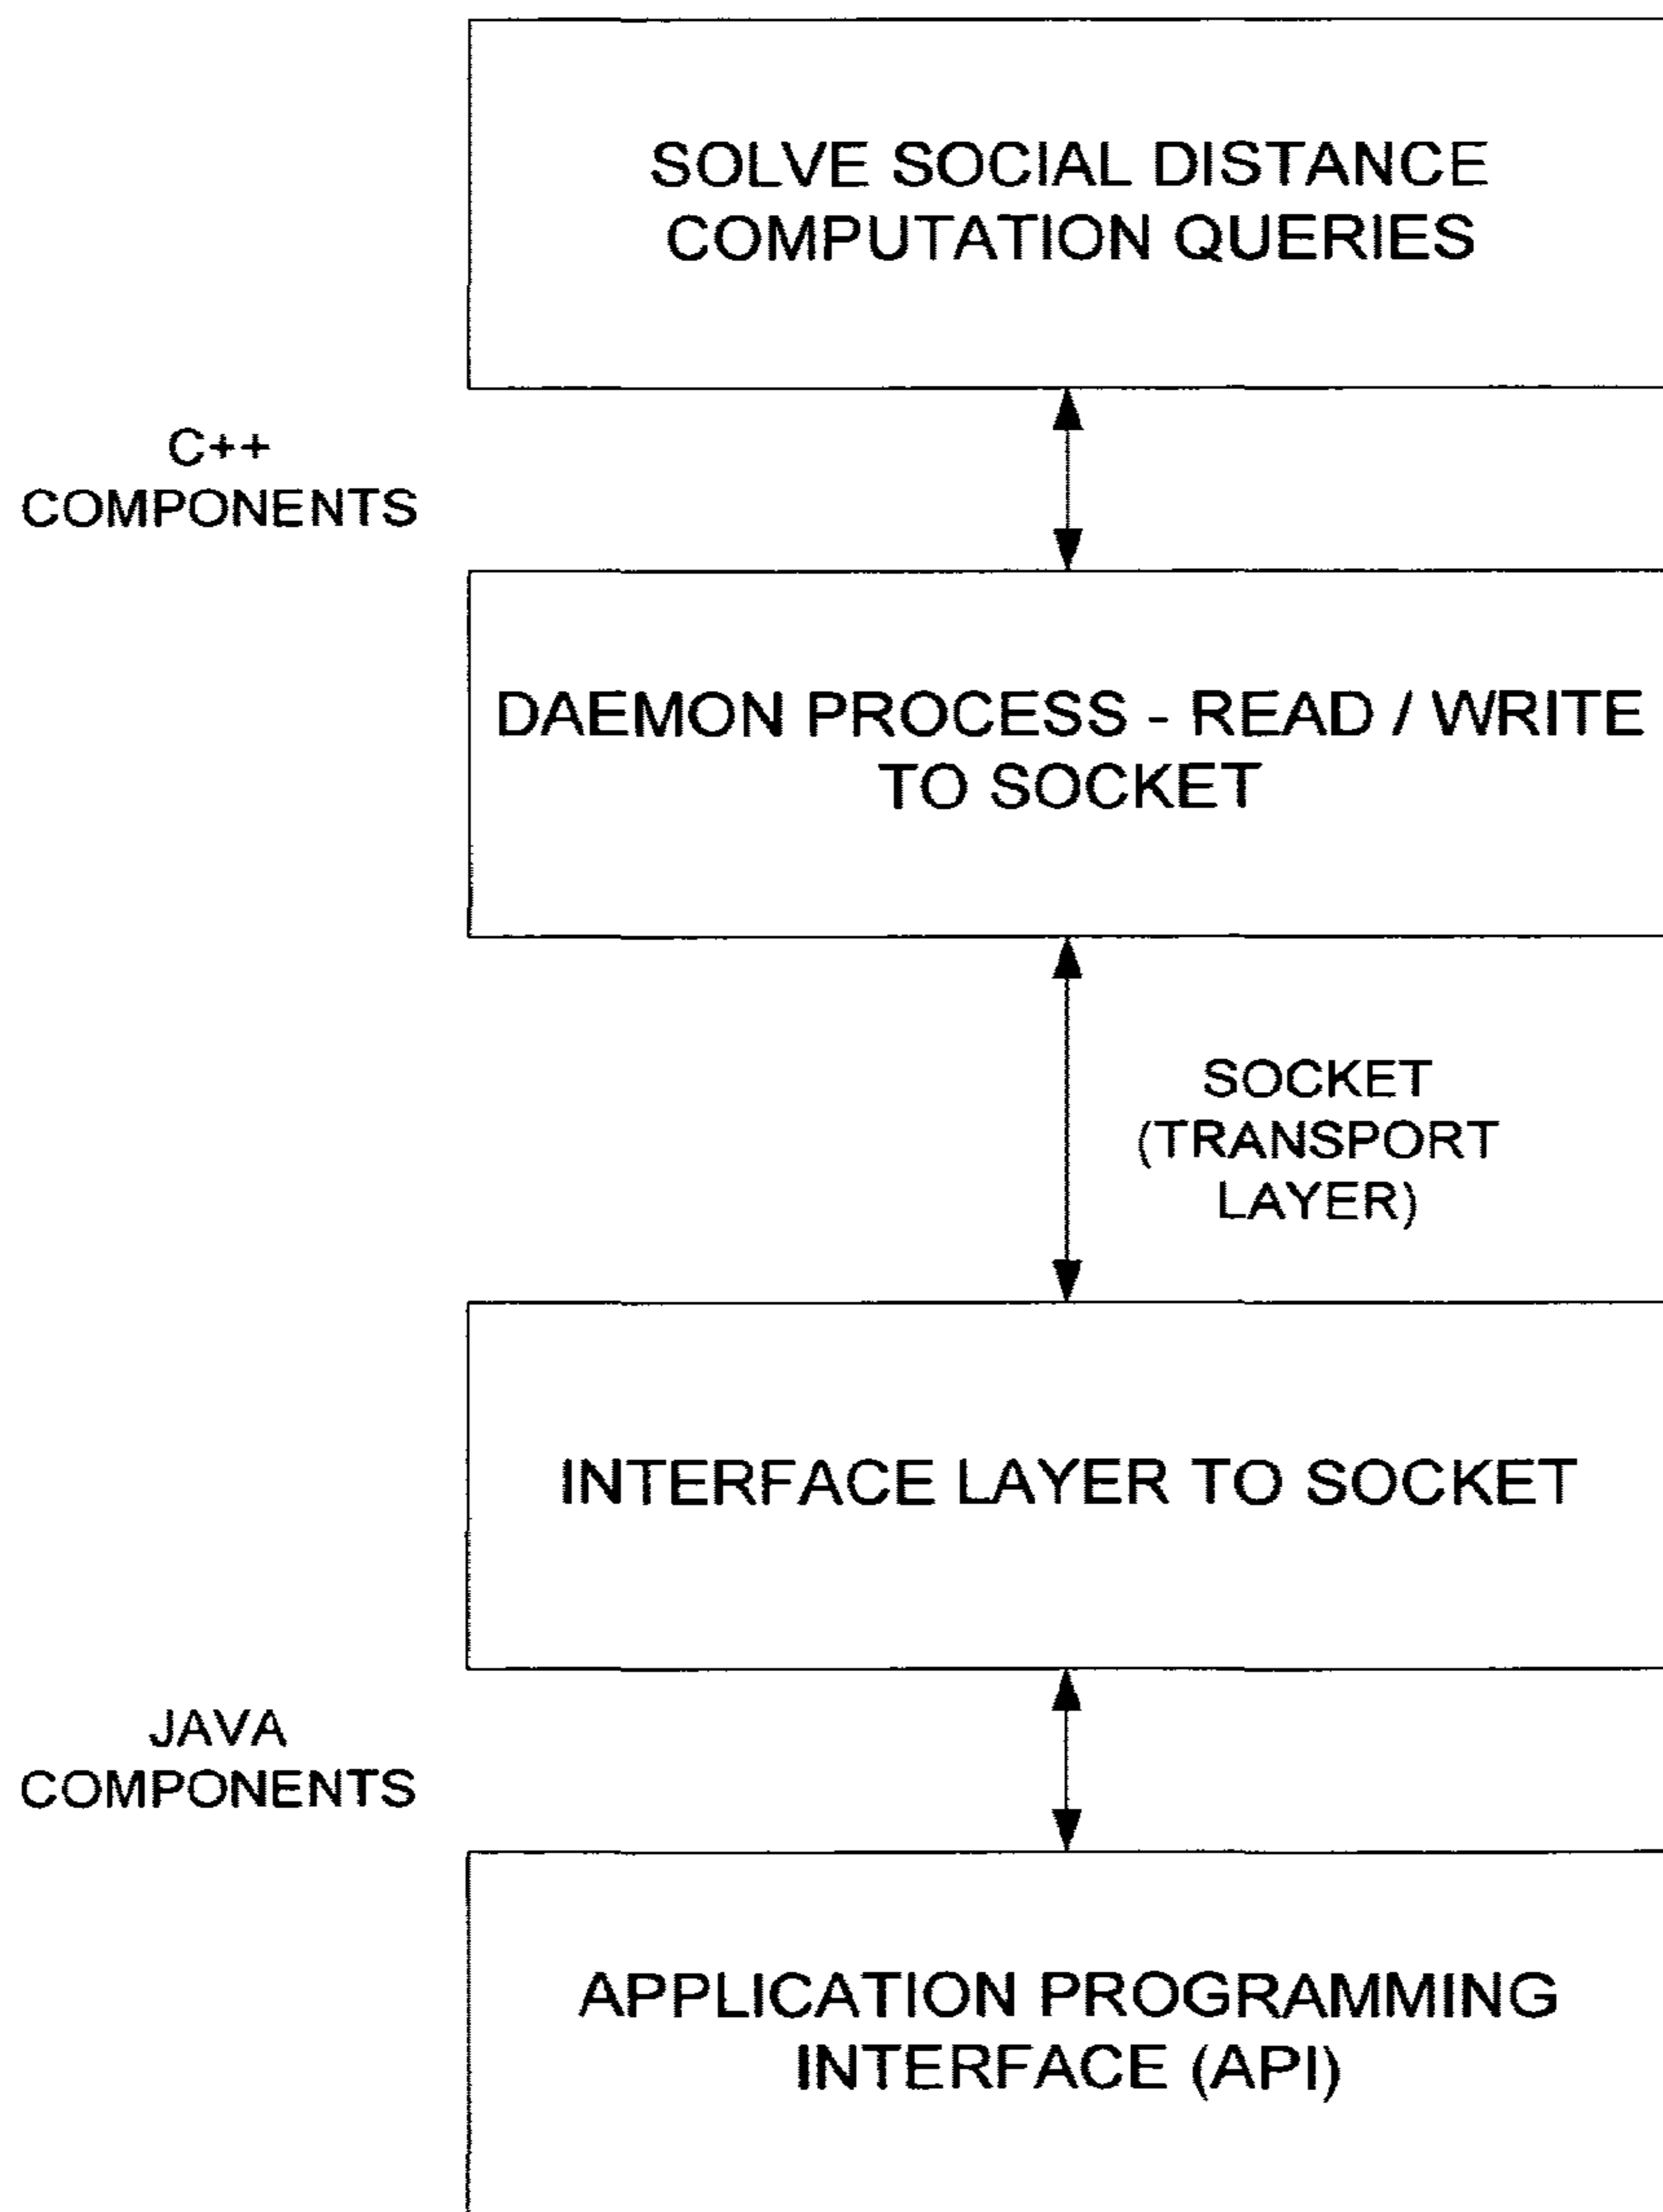 SOLVE SOCIAL DISTANCE
COMPUTATION QUERIES
C++
COMPONENTS
DAEMON PROCESS - READ / WRITE
TO SOCKET
SOCKET
(TRANSPORT
LAYER)
INTERFACE LAYER TO SOCKET
JAVA
COMPONENTS
APPLICATION PROGRAMMING
INTERFACE (API)